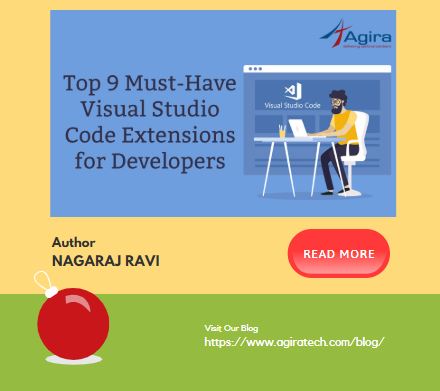 Agira
Top 9 Must-Have
Visual Studio
Code Extensions
for Developers
Visual Studio Code
Author
NAGARAJ RAVI
READ MORE
Visit Our Blog
https://www.agiratech.com/blog/